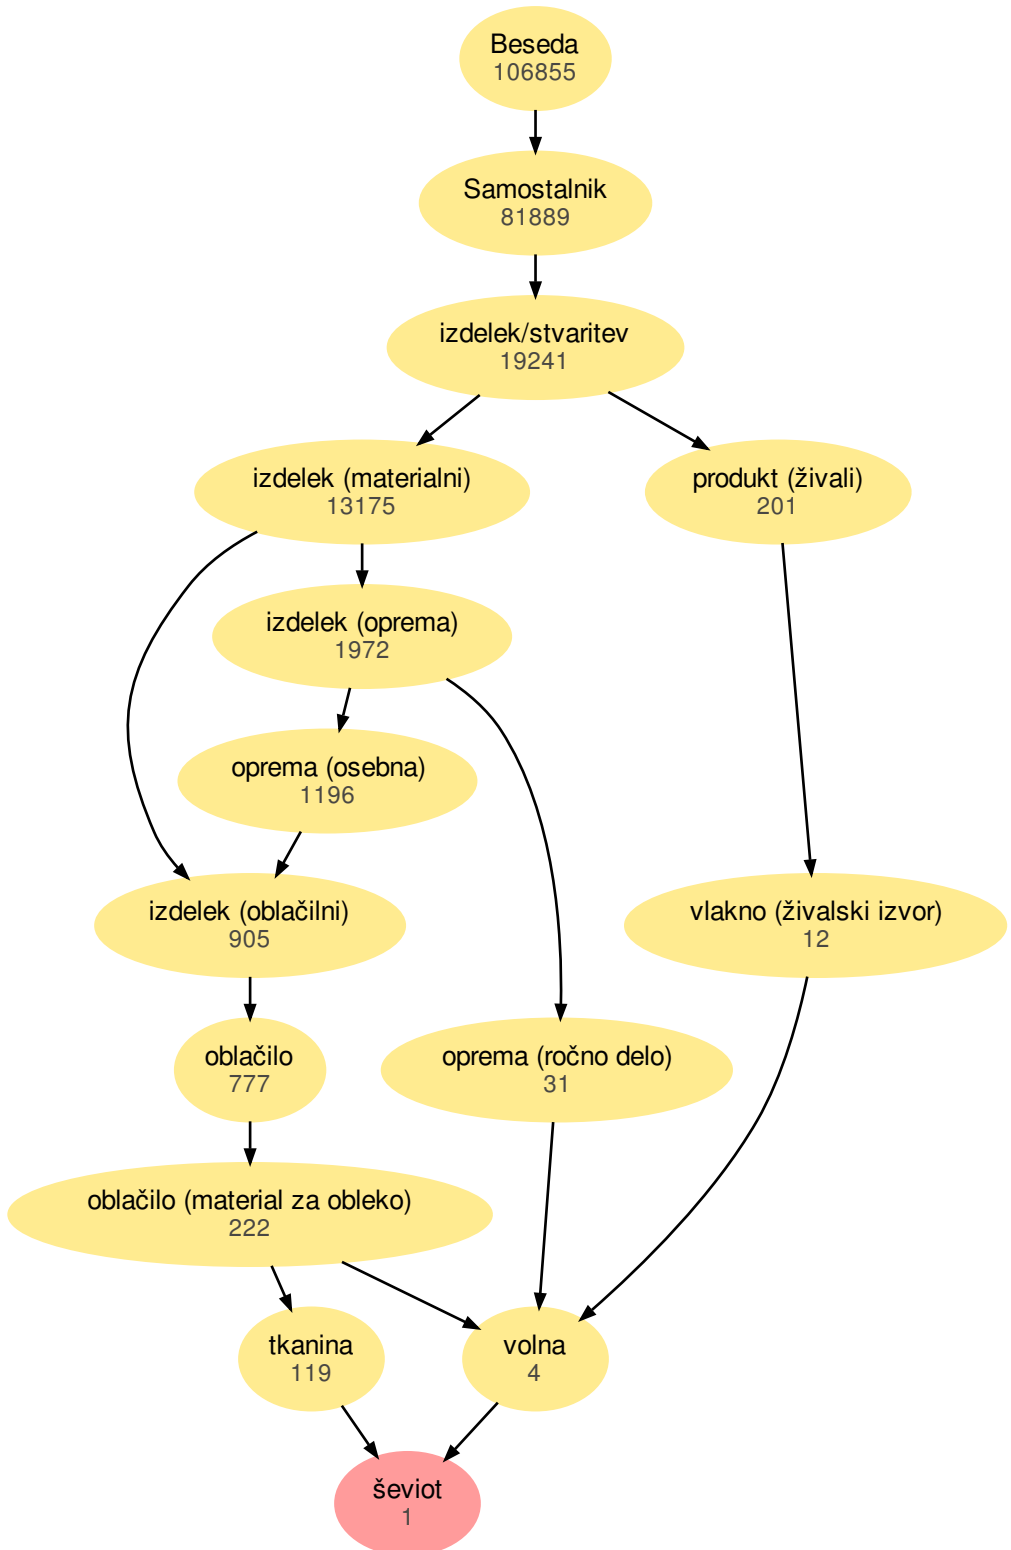 Beseda
106855
Samostalnik
81889
izdelek/stvaritev
19241
izdelek (materialni)
13175
produkt (živali)
201
izdelek (oprema)
1972
oprema (osebna)
1196
izdelek (oblačilni)
905
vlakno (živalski izvor)
12
oblačilo
777
oprema (ročno delo)
31
oblačilo (material za obleko)
222
tkanina
119
volna
4
ševiot
1